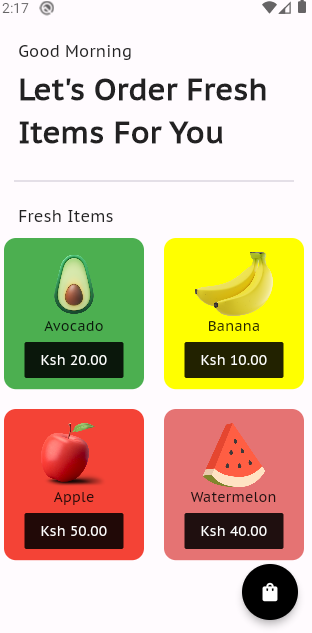 2:17
Good Morning
Let's Order Fresh
Items For You
Fresh Items
Avocado
Banana
Ksh 20.00
Ksh 10.00
Apple
Watermelon
Ksh 50.00
Ksh 40.00